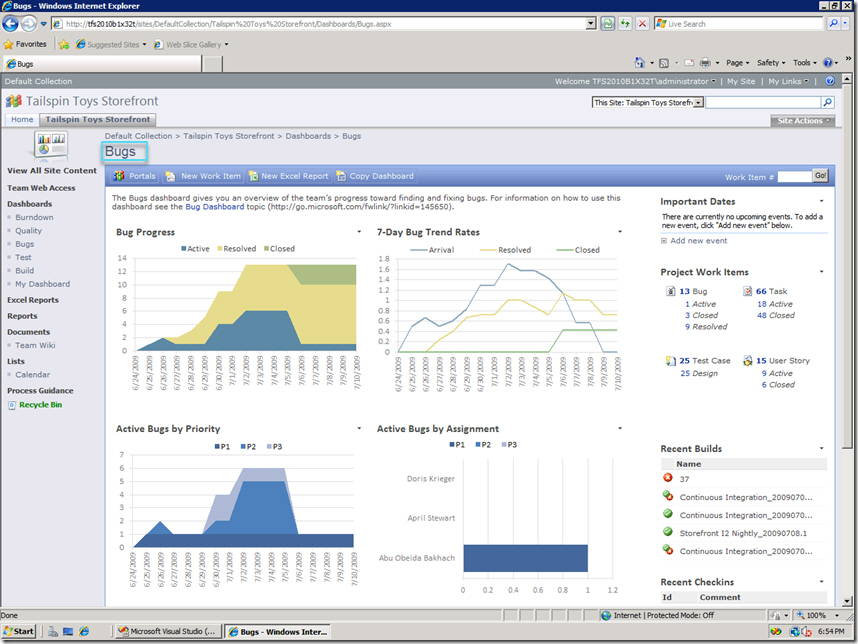 Bugs - Windows Internet Explorer
http://tfs2010b1x32t/sites/DefaultCollection/Tailspin%20Toys%20Storefront/Dashboards/Bugs.aspx
Live Search
Favorites Suggested Sites Web Slice Gallery
Bugs
Page Safety Tools
Default Collection
Welcome TFS2010B1X32T\administrator | My Site | My Links
Tailspin Toys Storefront
This Site: Tailspin Toys Storefr
Home Tailspin Toys Storefront
Site Actions
Default Collection > Tailspin Toys Storefront > Dashboards > Bugs
Bugs
View All Site Content
Team Web Access
Dashboards
Burndown
Quality
Bugs
Test
Build
My Dashboard
Excel Reports
Reports
Documents
Team Wiki
Lists
Calendar
Process Guidance
Recycle Bin
Portals New Work Item New Excel Report Copy Dashboard
Work Item # Go!
The Bugs dashboard gives you an overview of the team's progress toward finding and fixing bugs. For information on how to use this
dashboard see the Bug Dashboard topic (http://go.microsoft.com/fwlink/?linkid=145650).
Bug Progress
Active Resolved Closed
14
12
10
8
6
4
2
0
6/24/2009 6/25/2009 6/26/2009 6/27/2009 6/28/2009 6/29/2009 6/30/2009 7/1/2009 7/2/2009 7/3/2009 7/4/2009 7/5/2009 7/6/2009 7/7/2009 7/8/2009 7/9/2009 7/10/2009
7-Day Bug Trend Rates
Arrival Resolved Closed
1.8
1.6
1.4
1.2
1
0.8
0.6
0.4
0.2
0
6/24/2009 6/25/2009 6/26/2009 6/27/2009 6/28/2009 6/29/2009 6/30/2009 7/1/2009 7/2/2009 7/3/2009 7/4/2009 7/5/2009 7/6/2009 7/7/2009 7/8/2009 7/9/2009 7/10/2009
Active Bugs by Priority
P1 P2 P3
7
6
5
4
3
2
1
0
6/24/2009 6/25/2009 6/26/2009 6/27/2009 6/28/2009 6/29/2009 6/30/2009 7/1/2009 7/2/2009 7/3/2009 7/4/2009 7/5/2009 7/6/2009 7/7/2009 7/8/2009 7/9/2009 7/10/2009
Active Bugs by Assignment
P1 P2 P3
Doris Krieger
April Stewart
Abu Obeida Bakhach
0 0.2 0.4 0.6 0.8 1 1.2
Important Dates
There are currently no upcoming events. To add a
new event, click "Add new event" below.
Add new event
Project Work Items
13 Bug
1 Active
3 Closed
9 Resolved
66 Task
18 Active
48 Closed
25 Test Case
25 Design
15 User Story
9 Active
6 Closed
Recent Builds
Name
37
Continuous Integration_2009070...
Continuous Integration_2009070...
Storefront I2 Nightly_20090708.1
Continuous Integration_2009070...
Recent Checkins
Id Comment
Done
Internet | Protected Mode: Off
100%
Start
Microsoft Visual Studio (...
Bugs - Windows Inter...
6:54 PM